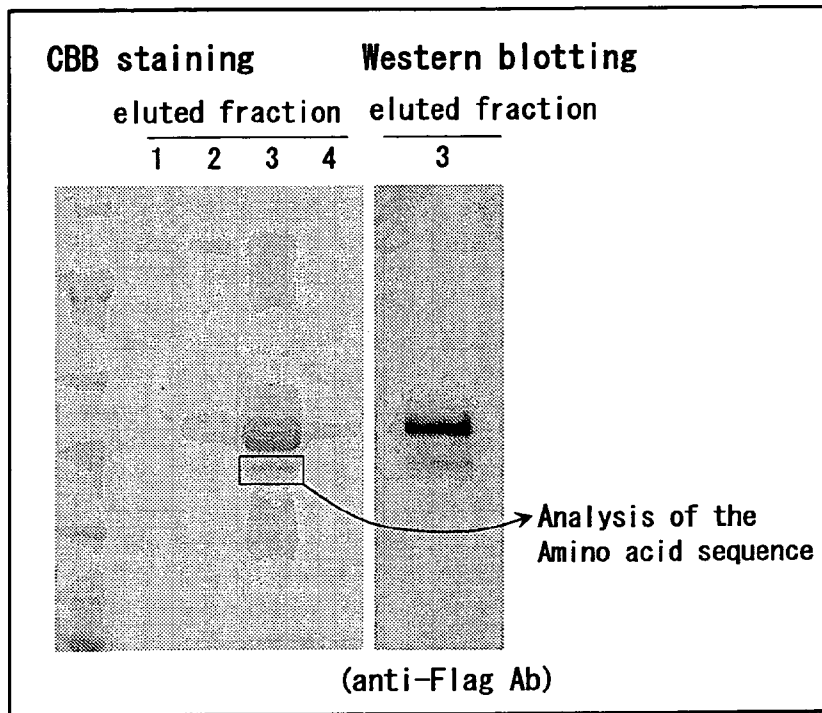 CBB staining
Western blotting
eluted fraction
eluted fraction
1 2 3 4
3
Analysis of the
Amino acid sequence
(anti-Flag Ab)